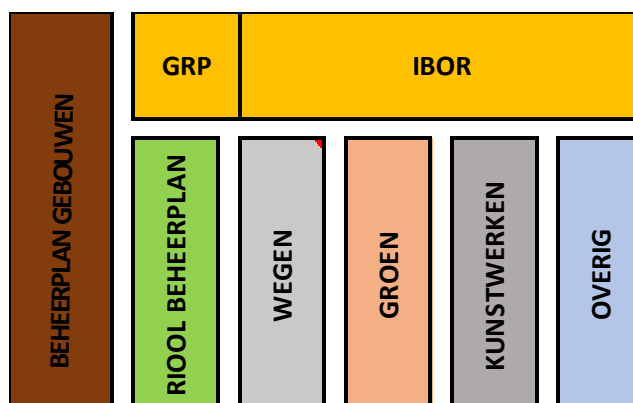 BEHEERPLAN GEBOUWEN
GRP
IBOR
RIOOL BEHEERPLAN
WEGEN
GROEN
KUNSTWERKEN
OVERIG